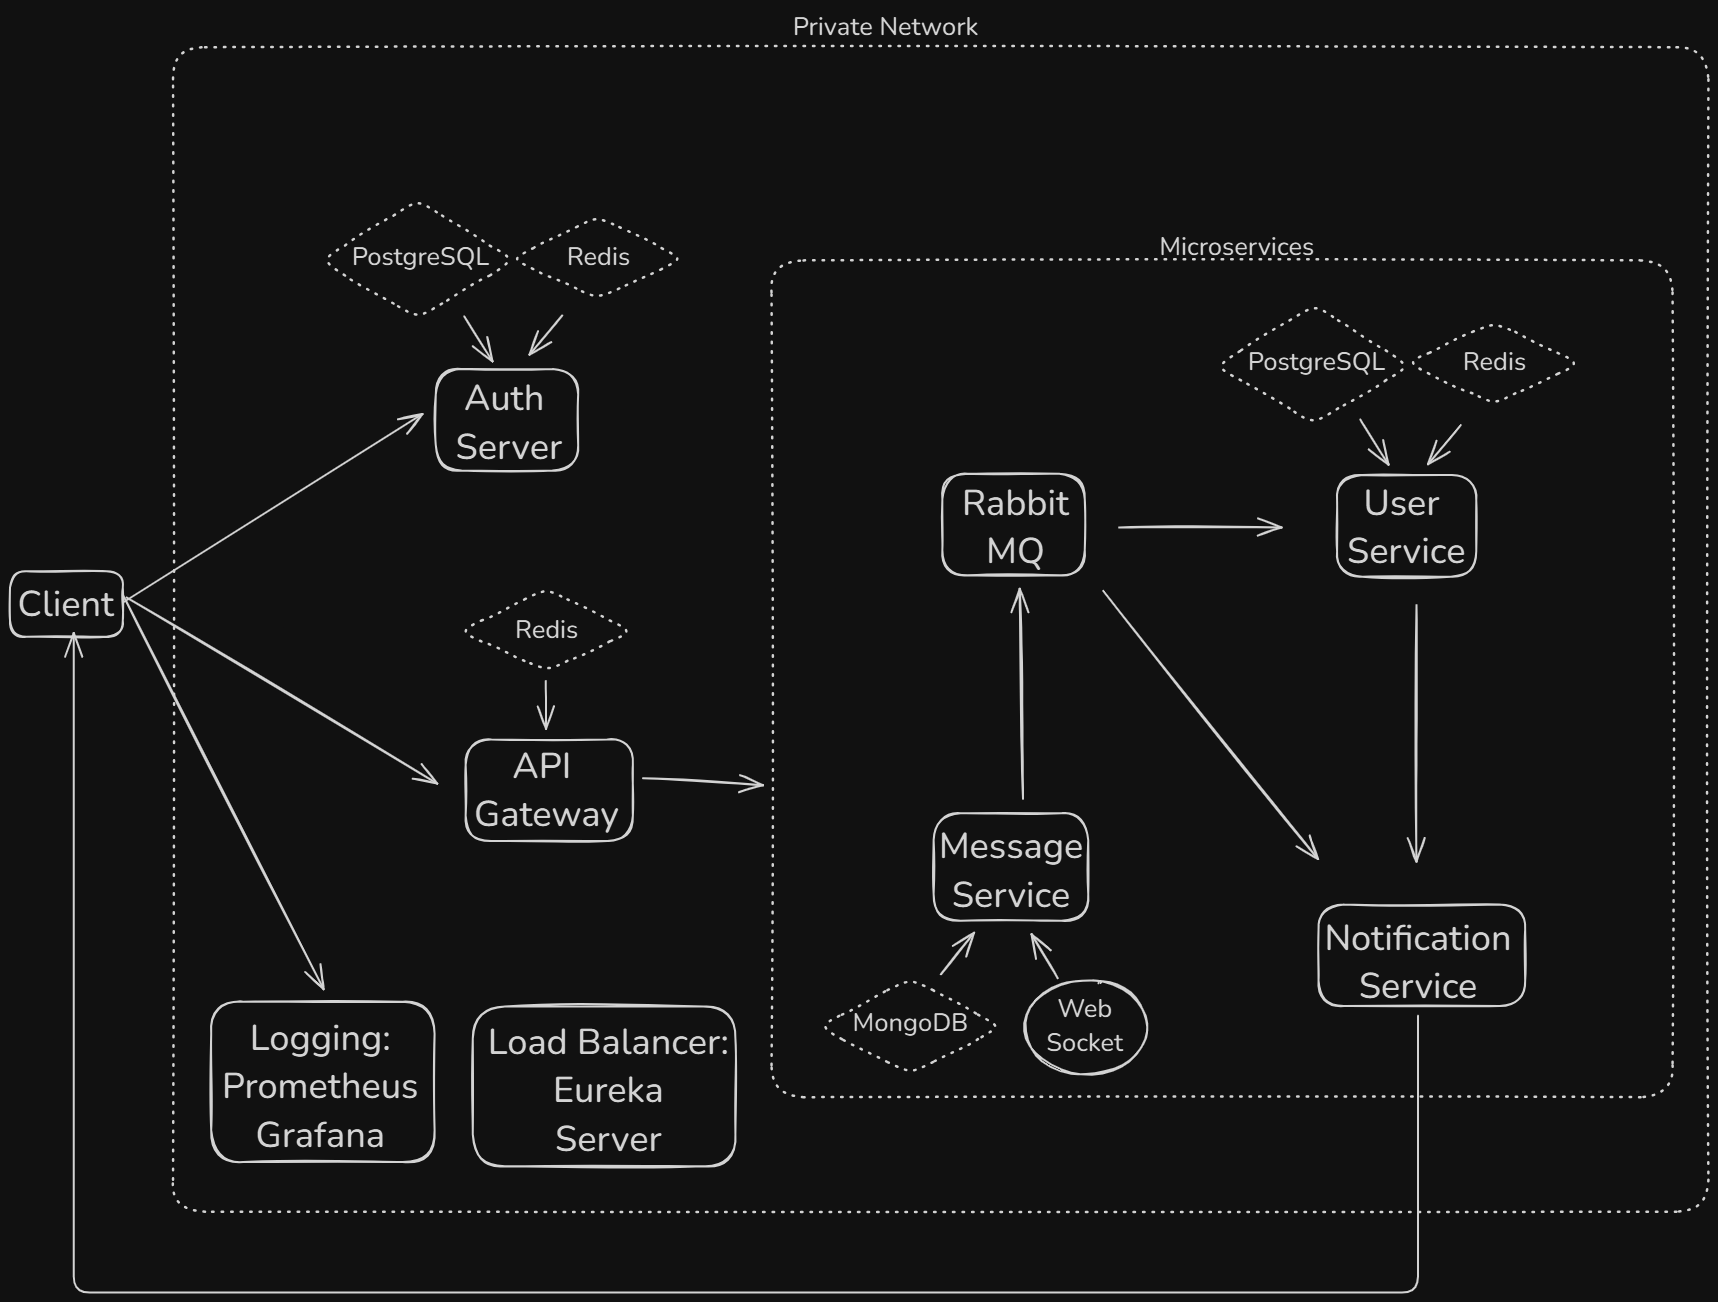 Private Network
PostgreSQL
Redis
Auth
Server
Microservices
PostgreSQL
Redis
Rabbit
MQ
User
Service
Client
Redis
API
Gateway
Message
Service
Notification
Service
MongoDB
Web
Socket
Logging:
Prometheus
Grafana
Load Balancer:
Eureka
Server